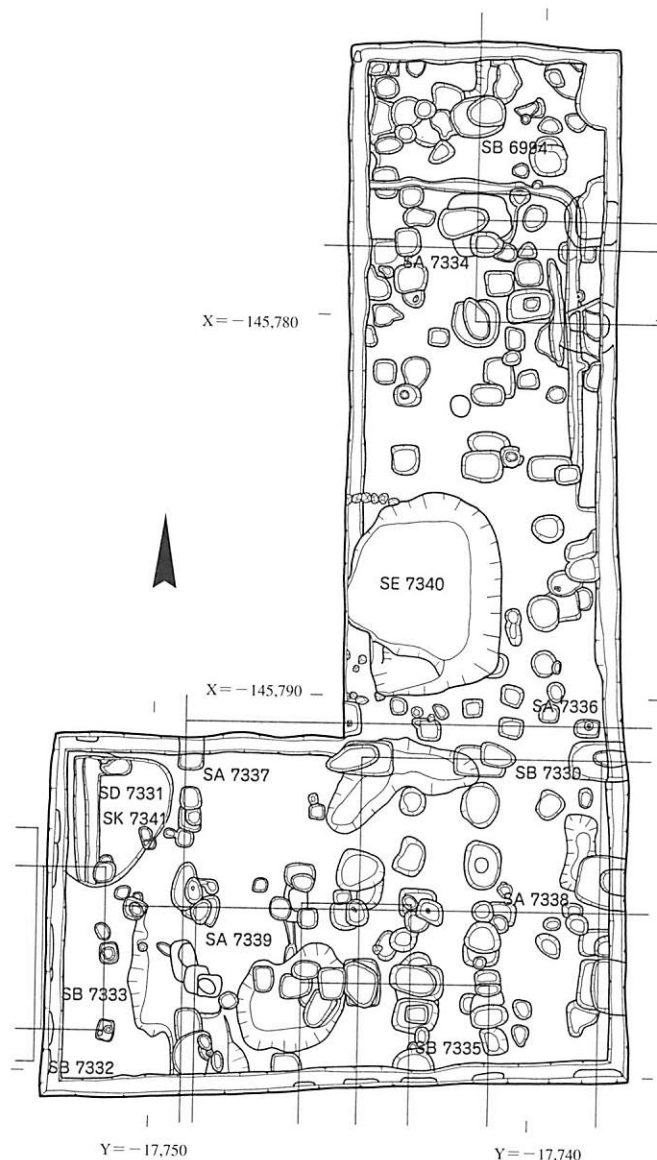 SB 6994
SA 7334
X=－145,780
SE 7340
X=－145,790
SA 7336
SA 7337
SB 7330
SD 7331
SK 7341
SA 7338
SA 7339
SB 7333
SB 7335
SB 7332
Y=－17,750
Y=－17,740